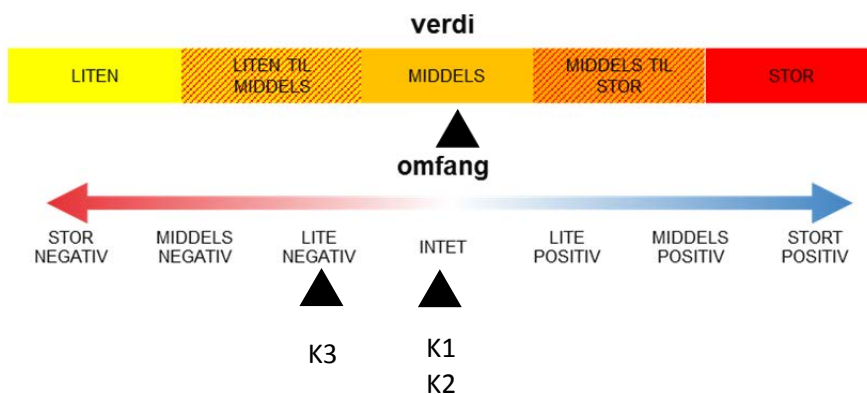 verdi
LITEN
LITEN TIL
MIDDELS
MIDDELS
MIDDELS TIL
STOR
STOR
omfang
STOR
NEGATIV
MIDDELS
NEGATIV
LITE
NEGATIV
INTET
LITE
POSITIV
MIDDELS
POSITIV
STORT
POSITIV
K3
K1
K2